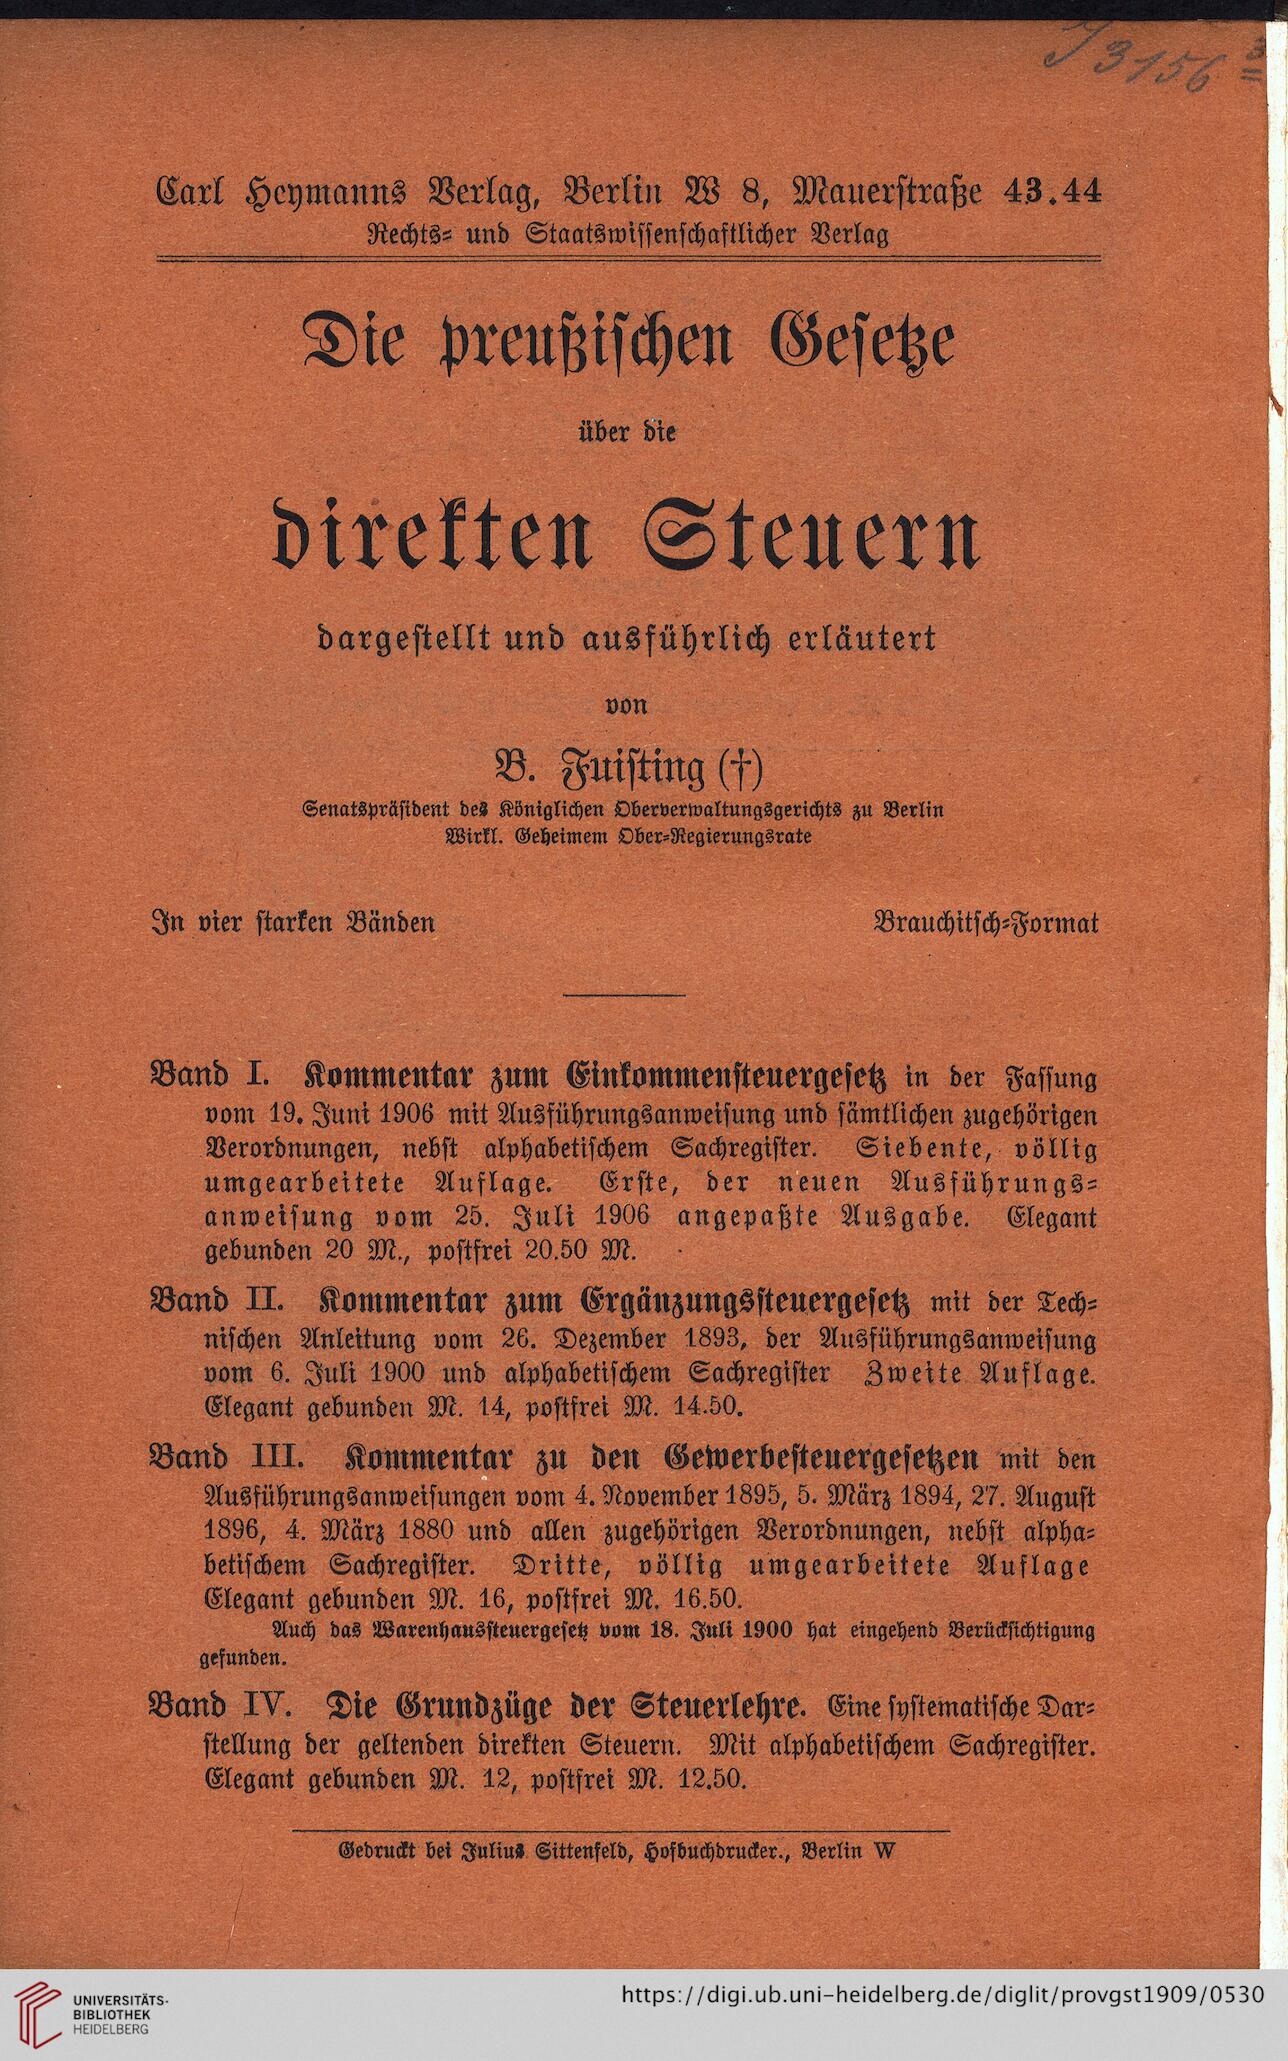 J 3156 3
Carl Heymanns Verlag, Berlin W 8, Mauerstraße 43.44
Rechts- und Staatswissenschaftlicher Verlag
Die preußischen Gesetze
über die
direkten Steuern
dargestellt und ausführlich erläutert
von
B. Fuisting (†)
Senatspräsident des Königlichen Oberverwaltungsgerichts zu Berlin
Wirkl. Geheimem Ober-Regierungsrate
In vier starken Bänden Brauchitsch-Format
Band I. Kommentar zum Einkommensteuergesetz in der Fassung
vom 19. Juni 1906 mit Ausführungsanweisung und sämtlichen zugehörigen
Verordnungen, nebst alphabetischem Sachregister. Siebente, völlig
umgearbeitete Auflage. Erste, der neuen Ausführungs-
anweisung vom 25. Juli 1906 angepaßte Ausgabe. Elegant
gebunden 20 M., postfrei 20.50 M.
Band II. Kommentar zum Ergänzungssteuergesetz mit der Tech-
nischen Anleitung vom 26. Dezember 1893, der Ausführungsanweisung
vom 6. Juli 1900 und alphabetischem Sachregister Zweite Auflage.
Elegant gebunden M. 14, postfrei M. 14.50.
Band III. Kommentar zu den Gewerbesteuergesetzen mit den
Ausführungsanweisungen vom 4. November 1895, 5. März 1894, 27. August
1896, 4. März 1880 und allen zugehörigen Verordnungen, nebst alpha-
betischem Sachregister. Dritte, völlig umgearbeitete Auflage
Elegant gebunden M. 16, postfrei M. 16.50.
Auch das Warenhaussteuergesetz vom 18. Juli 1900 hat eingehend Berücksichtigung
gefunden.
Band IV. Die Grundzüge der Steuerlehre. Eine systematische Dar-
stellung der geltenden direkten Steuern. Mit alphabetischem Sachregister.
Elegant gebunden M. 12, postfrei M. 12.50.
Gedruckt bei Julius Sittenfeld, Hofbuchdrucker., Berlin W
UNIVERSITÄTS-
BIBLIOTHEK
HEIDELBERG
https://digi.ub.uni-heidelberg.de/diglit/provgst1909/0530